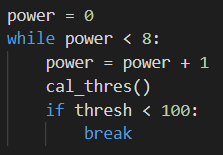 power = 0
while power < 8:
    power = power + 1
    cal_thres()
    if thresh < 100:
        break